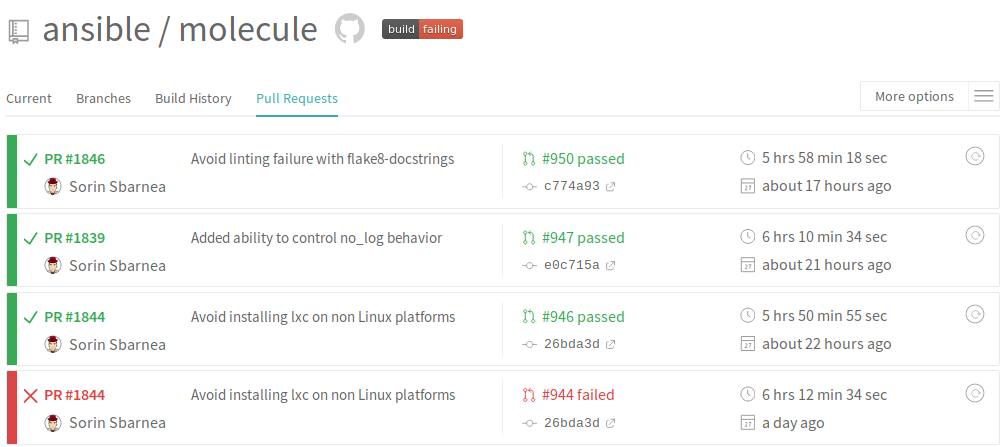 ansible / molecule build failing
Current Branches Build History Pull Requests More options
PR #1846 Avoid linting failure with flake8-docstrings #950 passed 5 hrs 58 min 18 sec
Sorin Sbarnea c774a93 27 about 17 hours ago
PR #1839 Added ability to control no_log behavior #947 passed 6 hrs 10 min 34 sec
Sorin Sbarnea e0c715a 27 about 21 hours ago
PR #1844 Avoid installing lxc on non Linux platforms #946 passed 5 hrs 50 min 55 sec
Sorin Sbarnea 26bda3d 27 about 22 hours ago
PR #1844 Avoid installing lxc on non Linux platforms #944 failed 6 hrs 12 min 34 sec
Sorin Sbarnea 26bda3d 27 a day ago